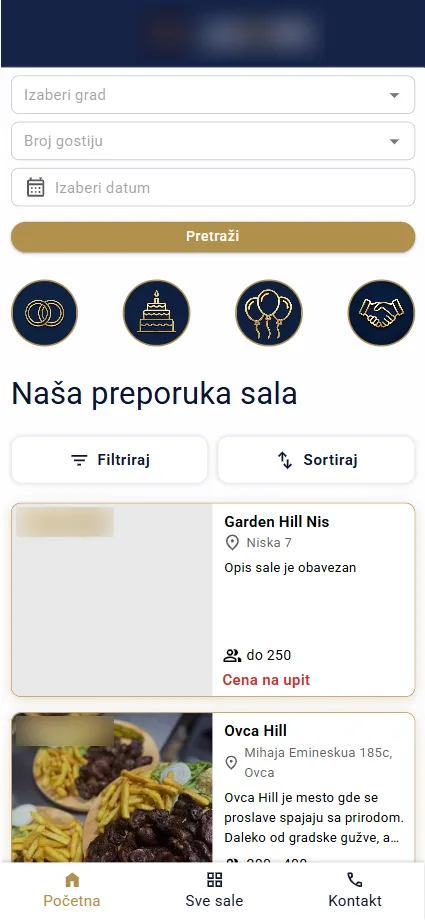 Izaberi grad
Broj gostiju
Izaberi datum
Pretraži
Naša preporuka sala
Filtriraj
Sortiraj
Garden Hill Nis
Niska 7
Opis sale je obavezan
do 250
Cena na upit
Ovca Hill
Mihaja Emineskua 185c,
Ovca
Ovca Hill je mesto gde se
proslave spajaju sa prirodom.
Daleko od gradske gužve, a...
Početna
Sve sale
Kontakt